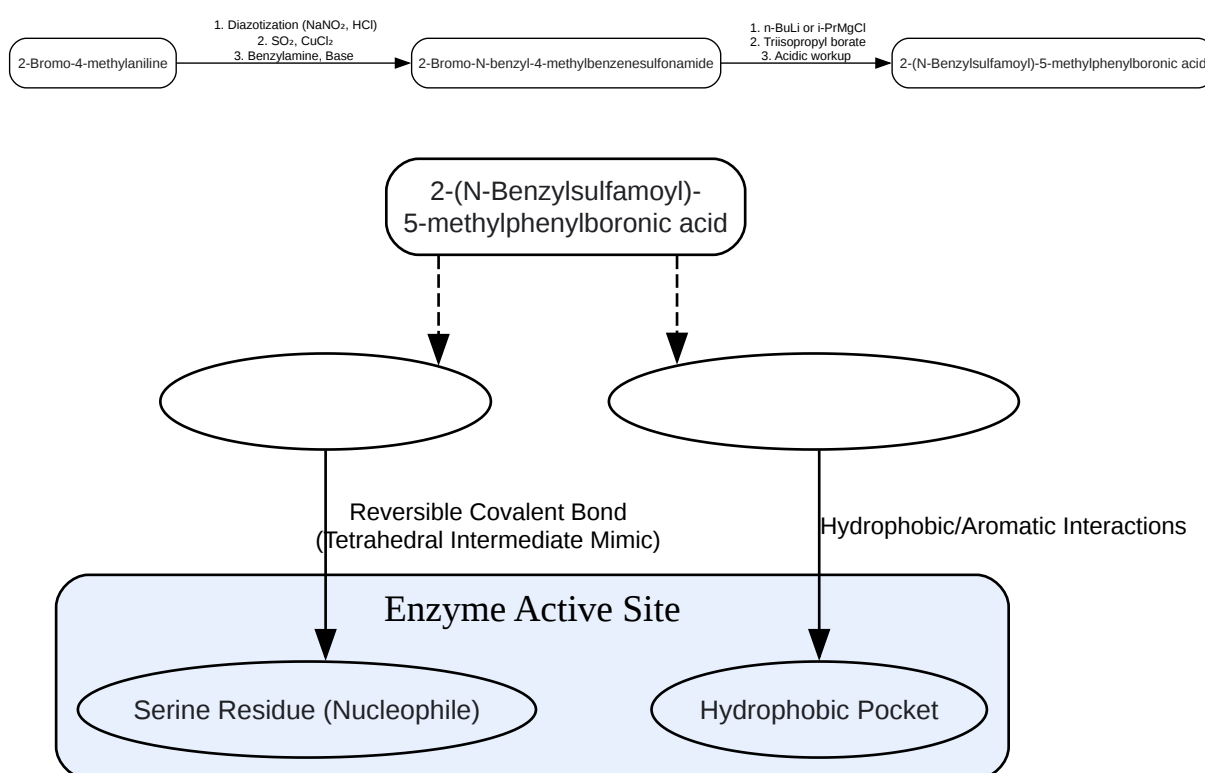 2-Bromo-4-methylaniline
1. Diazotization (NaNO₂, HCl)
2. SO₂, CuCl₂
3. Benzylamine, Base
2-Bromo-N-benzyl-4-methylbenzenesulfonamide
1. n-BuLi or i-PrMgCl
2. Triisopropyl borate
3. Acidic workup
2-(N-Benzylsulfamoyl)-5-methylphenylboronic acid
2-(N-Benzylsulfamoyl)-
5-methylphenylboronic acid
Reversible Covalent Bond
(Tetrahedral Intermediate Mimic)
Hydrophobic/Aromatic Interactions
Enzyme Active Site
Serine Residue (Nucleophile)
Hydrophobic Pocket